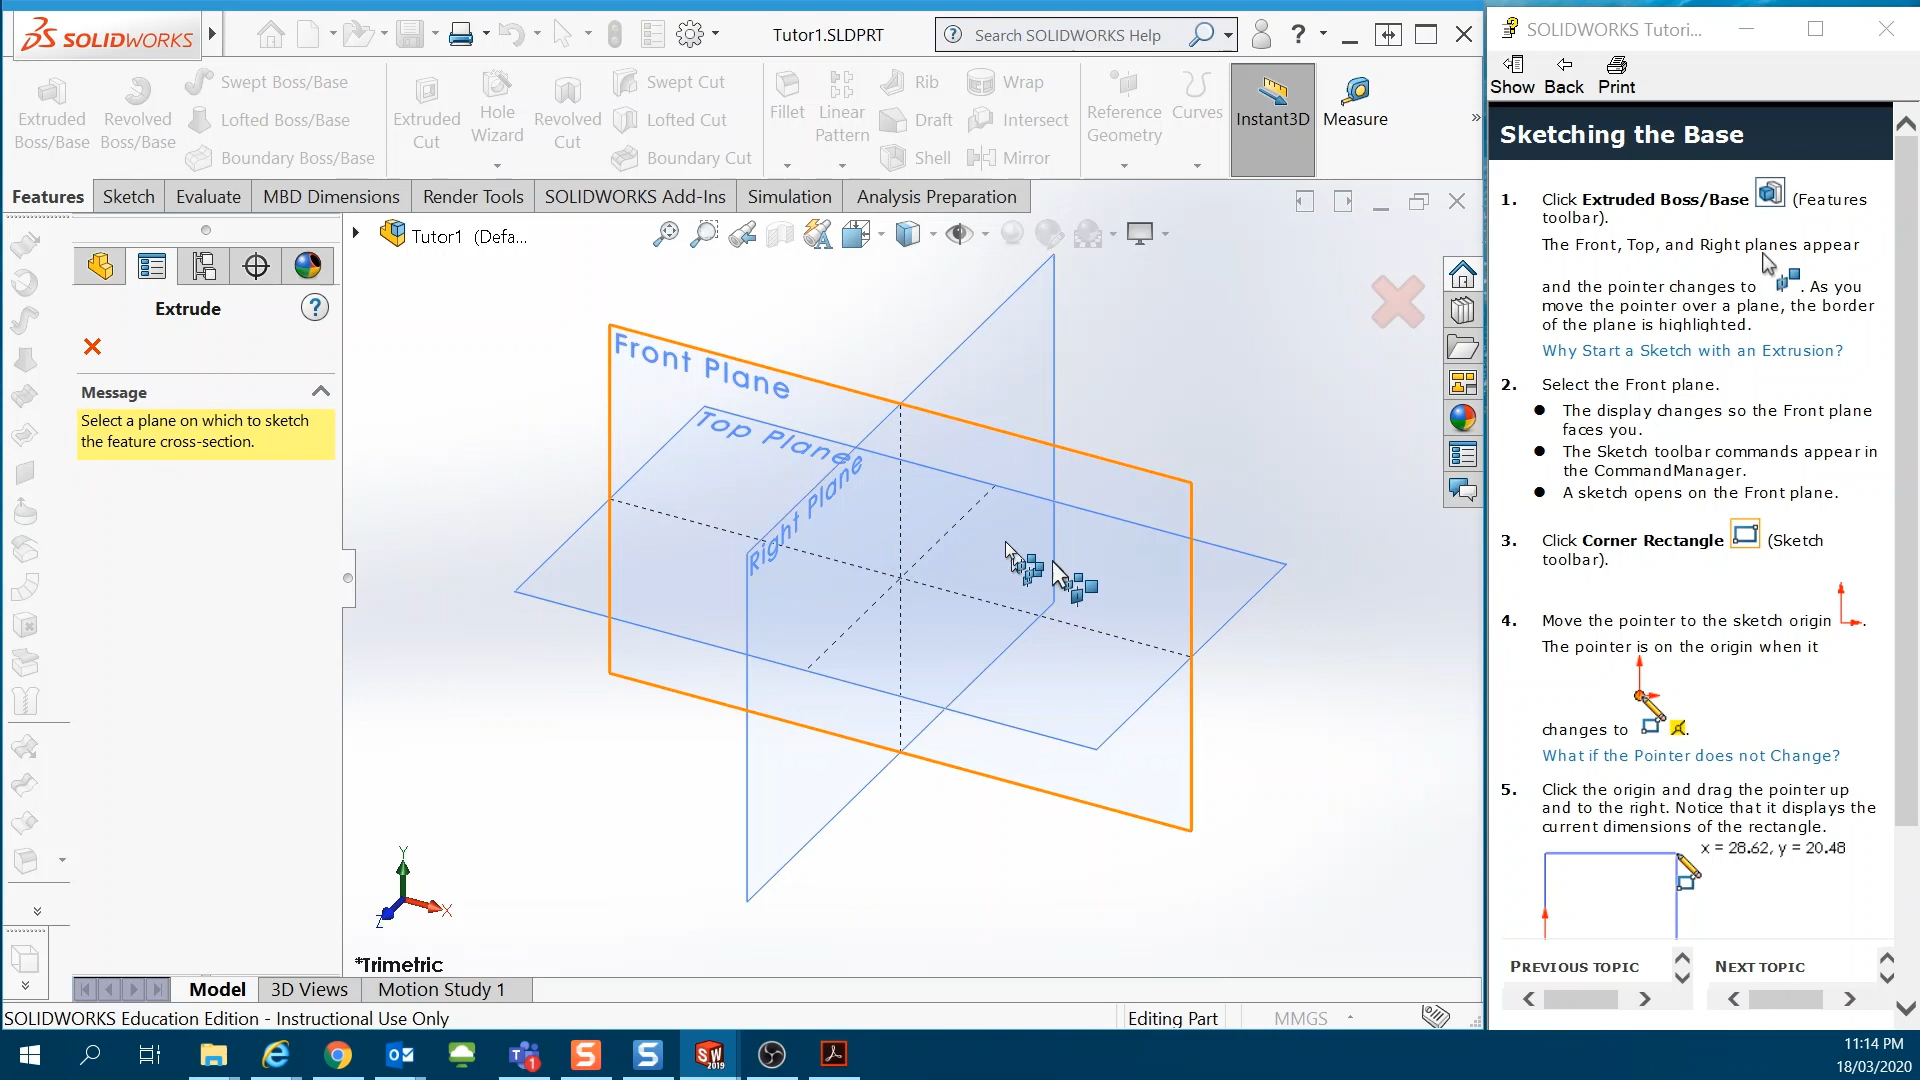 SOLIDWORKS
Tutor1.SLDPRT
Search SOLIDWORKS Help
SOLIDWORKS Tutori...
Show Back Print
Extruded Boss/Base
Revolved Boss/Base
Swept Boss/Base
Lofted Boss/Base
Boundary Boss/Base
Extruded Cut
Hole Wizard
Revolved Cut
Swept Cut
Lofted Cut
Boundary Cut
Fillet
Linear Pattern
Rib
Draft
Shell
Wrap
Intersect
Mirror
Reference Geometry
Curves
Instant3D
Measure
Features Sketch Evaluate MBD Dimensions Render Tools SOLIDWORKS Add-Ins Simulation Analysis Preparation
Tutor1 (Defa...
Extrude
Message
Select a plane on which to sketch
the feature cross-section.
Front Plane
Top Plane
Right Plane
Y
X
Z
*Trimetric
Model 3D Views Motion Study 1
SOLIDWORKS Education Edition - Instructional Use Only
Editing Part
MMGS
Sketching the Base
1. Click Extruded Boss/Base (Features
toolbar).
The Front, Top, and Right planes appear
and the pointer changes to . As you
move the pointer over a plane, the border
of the plane is highlighted.
Why Start a Sketch with an Extrusion?
2. Select the Front plane.
● The display changes so the Front plane
faces you.
● The Sketch toolbar commands appear in
the CommandManager.
● A sketch opens on the Front plane.
3. Click Corner Rectangle (Sketch
toolbar).
4. Move the pointer to the sketch origin .
The pointer is on the origin when it
changes to .
What if the Pointer does not Change?
5. Click the origin and drag the pointer up
and to the right. Notice that it displays the
current dimensions of the rectangle.
x = 28.62, y = 20.48
PREVIOUS TOPIC
NEXT TOPIC
1
SW
2019
11:14 PM
18/03/2020